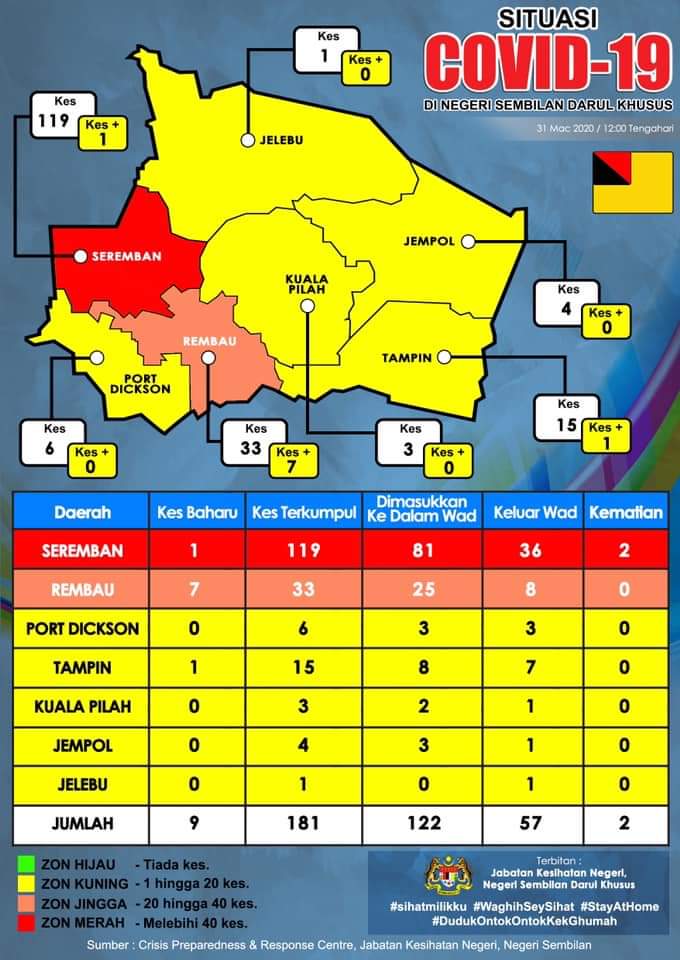 SITUASI
COVID-19
DI NEGERI SEMBILAN DARUL KHUSUS
31 Mac 2020 / 12:00 Tengahari
Kes
1
Kes +
0
Kes
119
Kes +
1
JELEBU
SEREMBAN
JEMPOL
KUALA
PILAH
REMBAU
TAMPIN
PORT
DICKSON
Kes
4
Kes +
0
Kes
15
Kes +
1
Kes
6
Kes +
0
Kes
33
Kes +
7
Kes
3
Kes +
0
Daerah Kes Baharu Kes Terkumpul Dimasukkan Ke Dalam Wad Keluar Wad Kematian
SEREMBAN 1 119 81 36 2
REMBAU 7 33 25 8 0
PORT DICKSON 0 6 3 3 0
TAMPIN 1 15 8 7 0
KUALA PILAH 0 3 2 1 0
JEMPOL 0 4 3 1 0
JELEBU 0 1 0 1 0
JUMLAH 9 181 122 57 2
ZON HIJAU - Tiada kes.
ZON KUNING - 1 hingga 20 kes.
ZON JINGGA - 20 hingga 40 kes.
ZON MERAH - Melebihi 40 kes.
Terbitan :
Jabatan Kesihatan Negeri,
Negeri Sembilan Darul Khusus
#sihatmilikku #WaghihSeySihat #StayAtHome
#DudukOntokOntokKekGhumah
Sumber : Crisis Preparedness & Response Centre, Jabatan Kesihatan Negeri, Negeri Sembilan